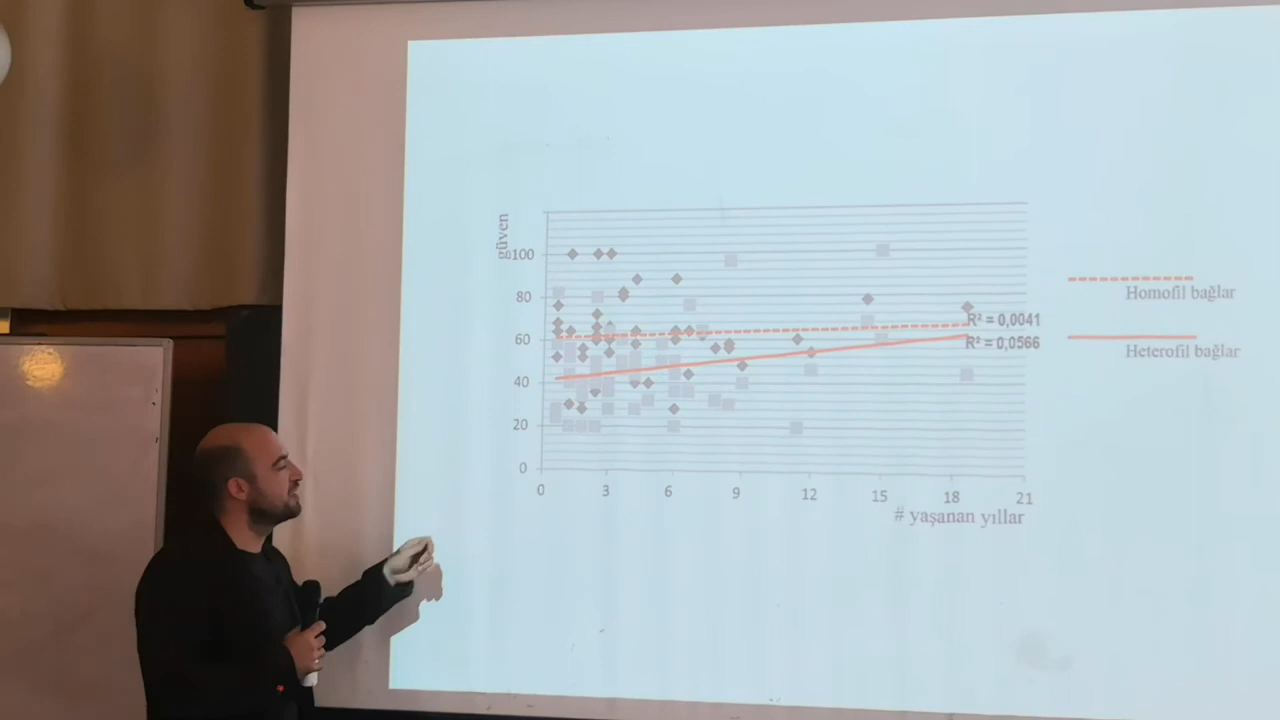 güven
100
80
60
40
20
0
0 3 6 9 12 15 18 21
# yaşanan yıllar
R² = 0,0041
R² = 0,0566
Homofil bağlar
Heterofil bağlar